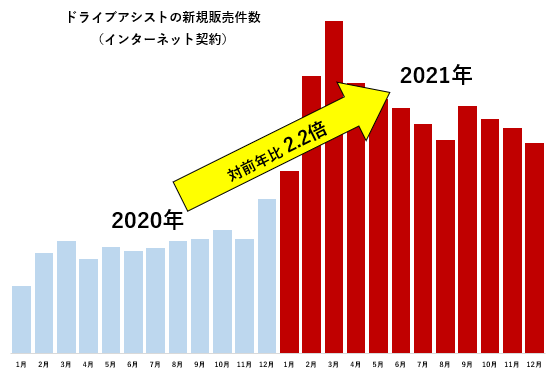 ドライブアシストの新規販売件数
（インターネット契約）
2021年
対前年比 2.2倍
2020年
1月 2月 3月 4月 5月 6月 7月 8月 9月 10月 11月 12月 1月 2月 3月 4月 5月 6月 7月 8月 9月 10月 11月 12月